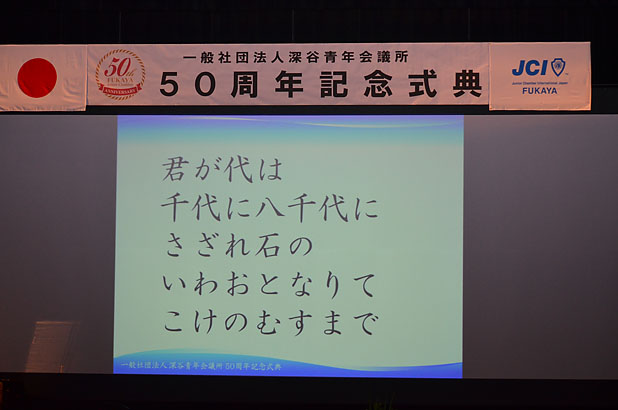 一般社団法人深谷青年会議所
50周年記念式典
50th
FUKAYA
ANNIVERSARY
JCI
Junior Chamber International Japan
FUKAYA
君が代は
千代に八千代に
さざれ石の
いわおとなりて
こけのむすまで
一般社団法人深谷青年会議所 50周年記念式典